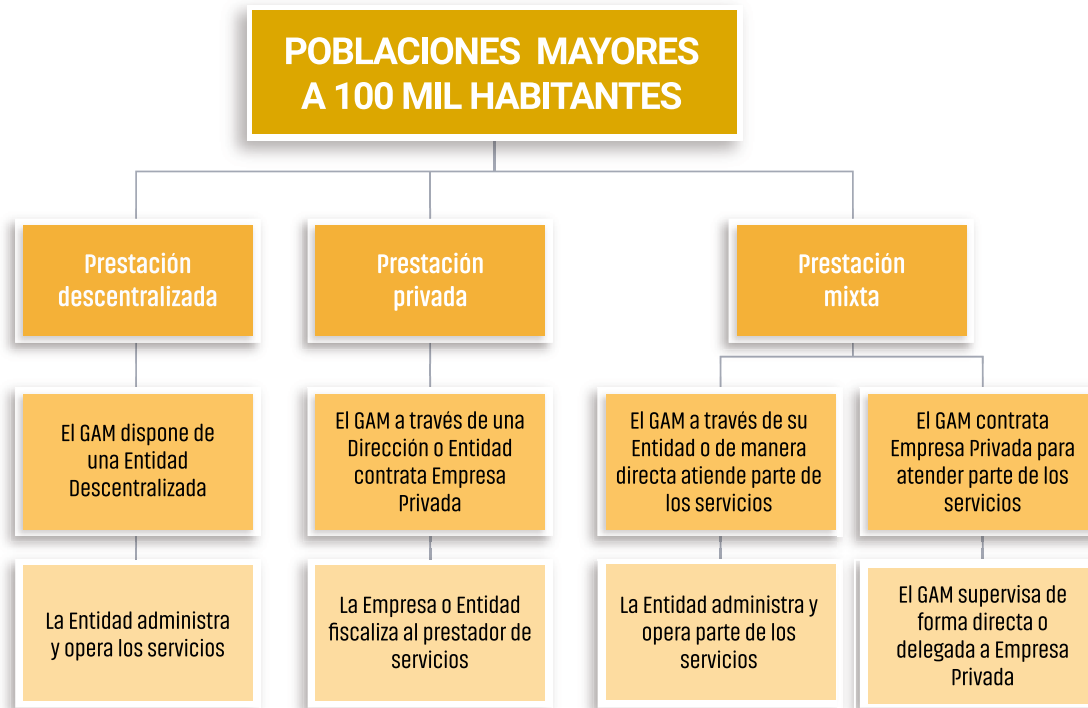 POBLACIONES MAYORES
A 100 MIL HABITANTES
Prestación
descentralizada
Prestación
privada
Prestación
mixta
El GAM dispone de
una Entidad
Descentralizada
El GAM a través de una
Dirección o Entidad
contrata Empresa
Privada
El GAM a través de su
Entidad o de manera
directa atiende parte de
los servicios
El GAM contrata
Empresa Privada para
atender parte de los
servicios
La Entidad administra
y opera los servicios
La Empresa o Entidad
fiscaliza al prestador de
servicios
La Entidad administra y
opera parte de los
servicios
El GAM supervisa de
forma directa o
delegada a Empresa
Privada